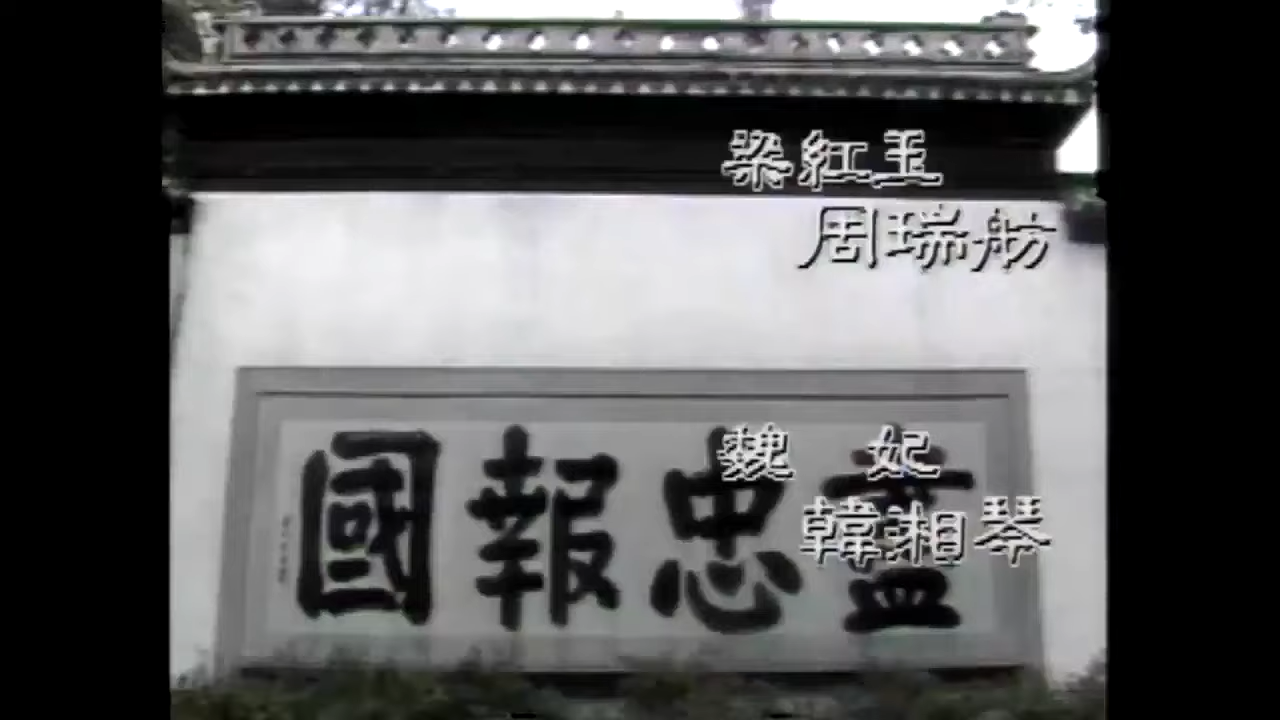 梁紅玉
周瑞舫
魏 妃
韓湘琴
盡忠報國